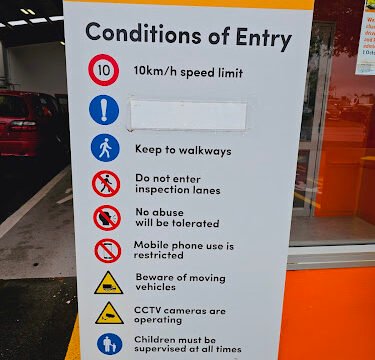 Conditions of Entry
10
10km/h speed limit
Keep to walkways
Do not enter
inspection lanes
No abuse
will be tolerated
Mobile phone use is
restricted
Beware of moving
vehicles
CCTV cameras are
operating
Children must be
supervised at all times